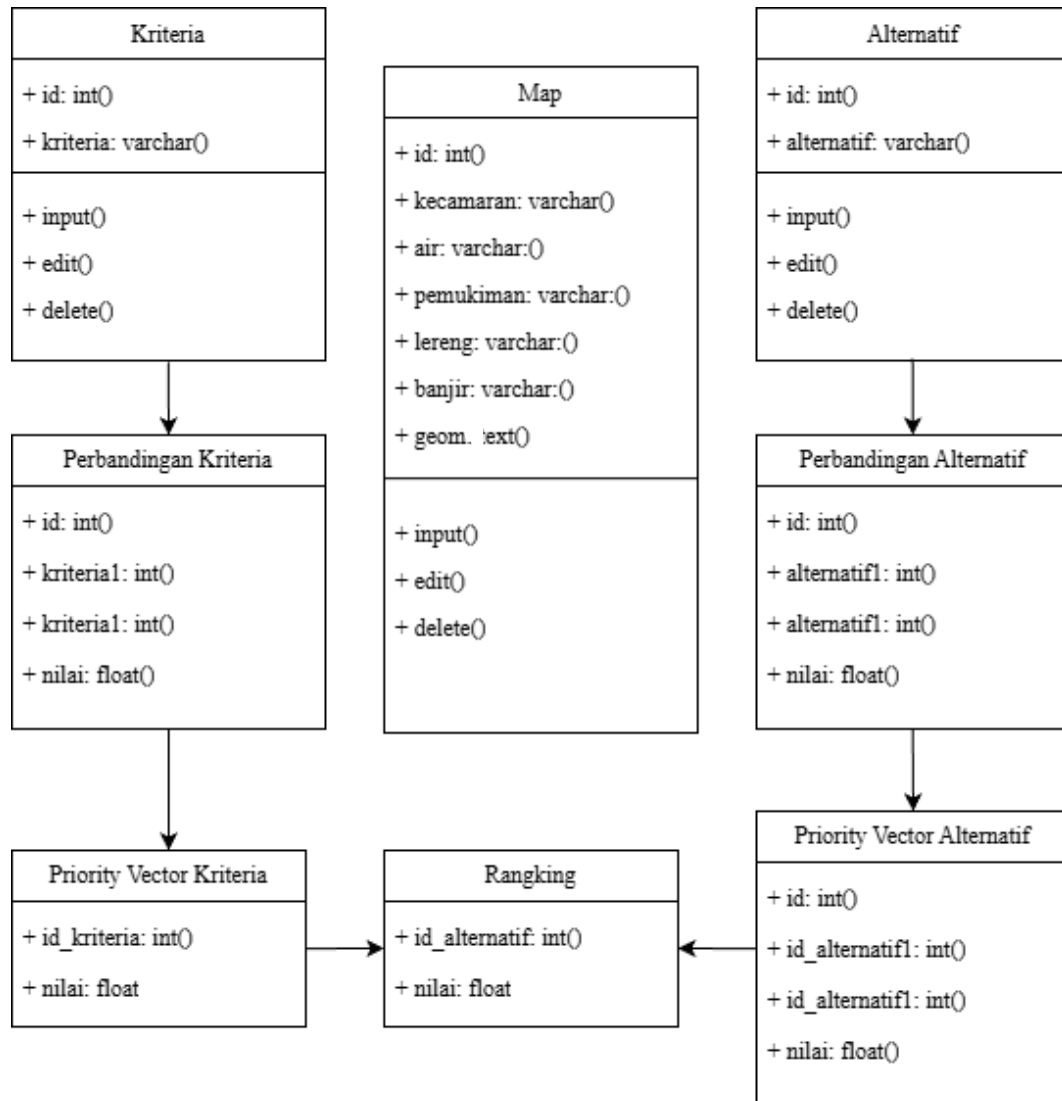 Kriteria
+ id: int()
+ kriteria: varchar()
+ input()
+ edit()
+ delete()
Map
+ id: int()
+ kecamaran: varchar()
+ air: varchar:()
+ pemukiman: varchar:()
+ lereng: varchar:()
+ banjir: varchar:()
+ geom. text()
+ input()
+ edit()
+ delete()
Alternatif
+ id: int()
+ alternatif: varchar()
+ input()
+ edit()
+ delete()
Perbandingan Kriteria
+ id: int()
+ kriteria1: int()
+ kriteria1: int()
+ nilai: float()
Perbandingan Alternatif
+ id: int()
+ alternatif1: int()
+ alternatif1: int()
+ nilai: float()
Priority Vector Kriteria
+ id_kriteria: int()
+ nilai: float
Rangking
+ id_alternatif: int()
+ nilai: float
Priority Vector Alternatif
+ id: int()
+ id_alternatif1: int()
+ id_alternatif1: int()
+ nilai: float()